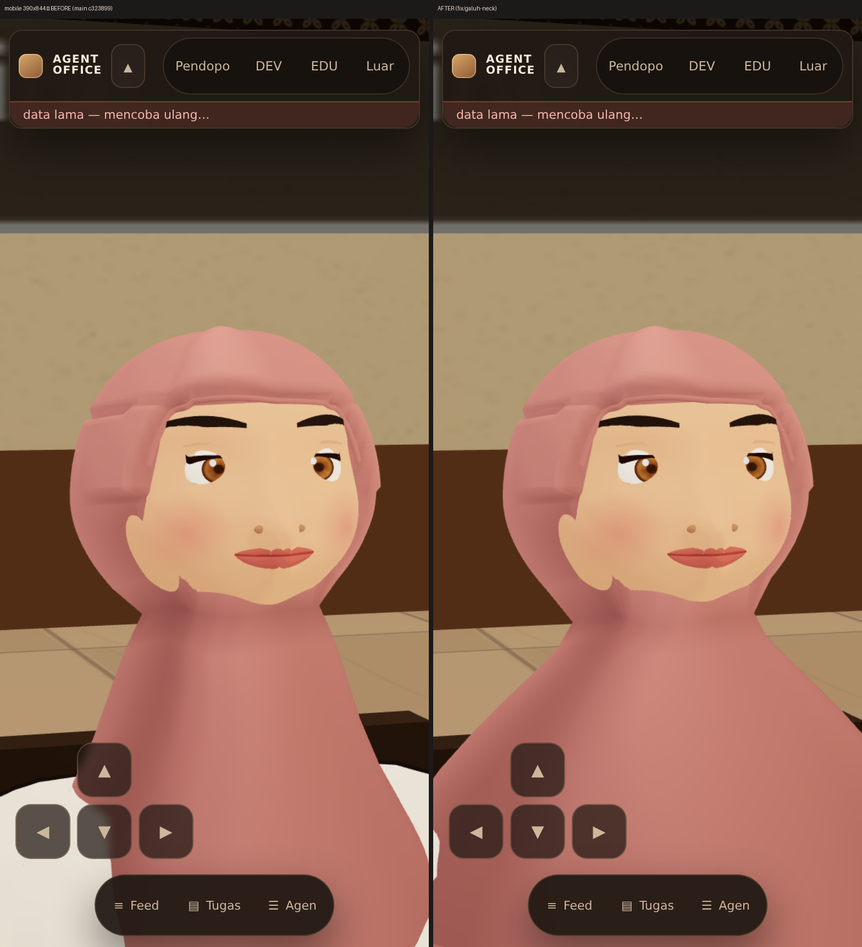 mobile 390x844 BEFORE (main c323899)
AGENT
OFFICE
▲
Pendopo DEV EDU Luar
data lama — mencoba ulang...
▲
◀ ▼ ▶
≡ Feed ▤ Tugas ☰ Agen
AFTER (fix/galuh-neck)
AGENT
OFFICE
▲
Pendopo DEV EDU Luar
data lama — mencoba ulang...
▲
◀ ▼ ▶
≡ Feed ▤ Tugas ☰ Agen